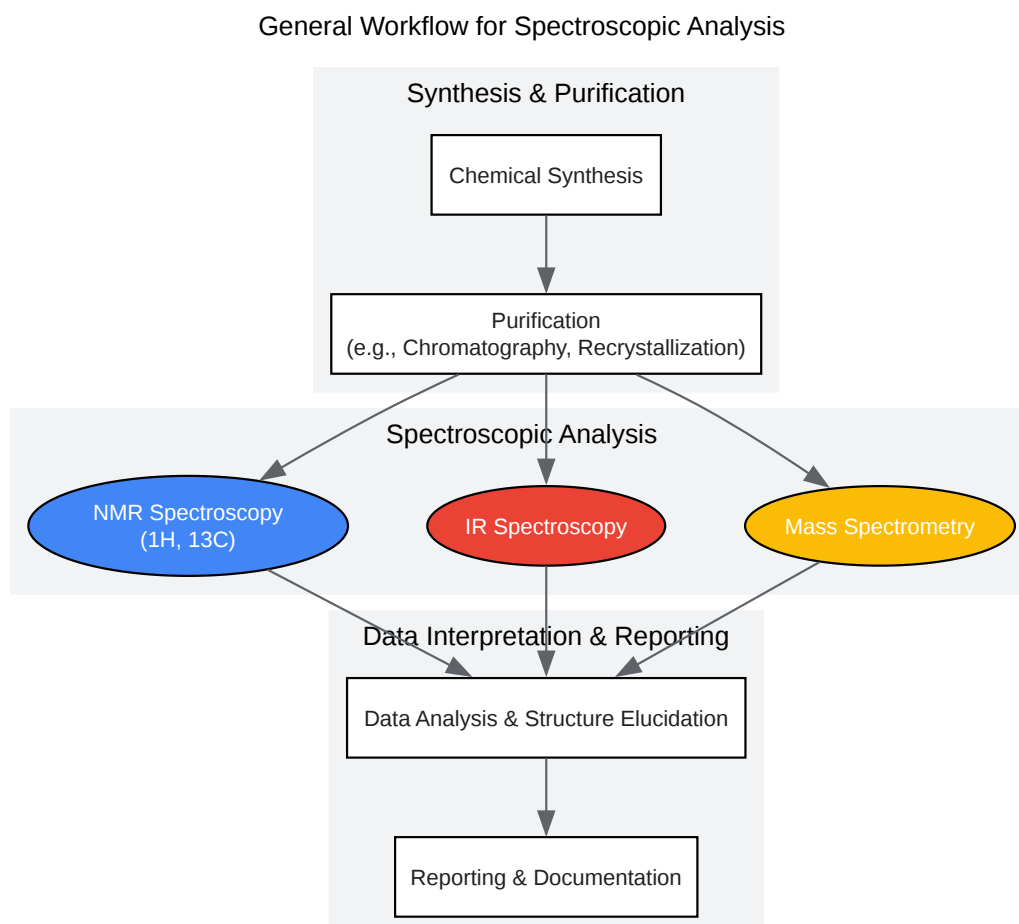 General Workflow for Spectroscopic Analysis
Synthesis & Purification
Chemical Synthesis
Purification
(e.g., Chromatography, Recrystallization)
Spectroscopic Analysis
NMR Spectroscopy
(1H, 13C)
IR Spectroscopy
Mass Spectrometry
Data Interpretation & Reporting
Data Analysis & Structure Elucidation
Reporting & Documentation